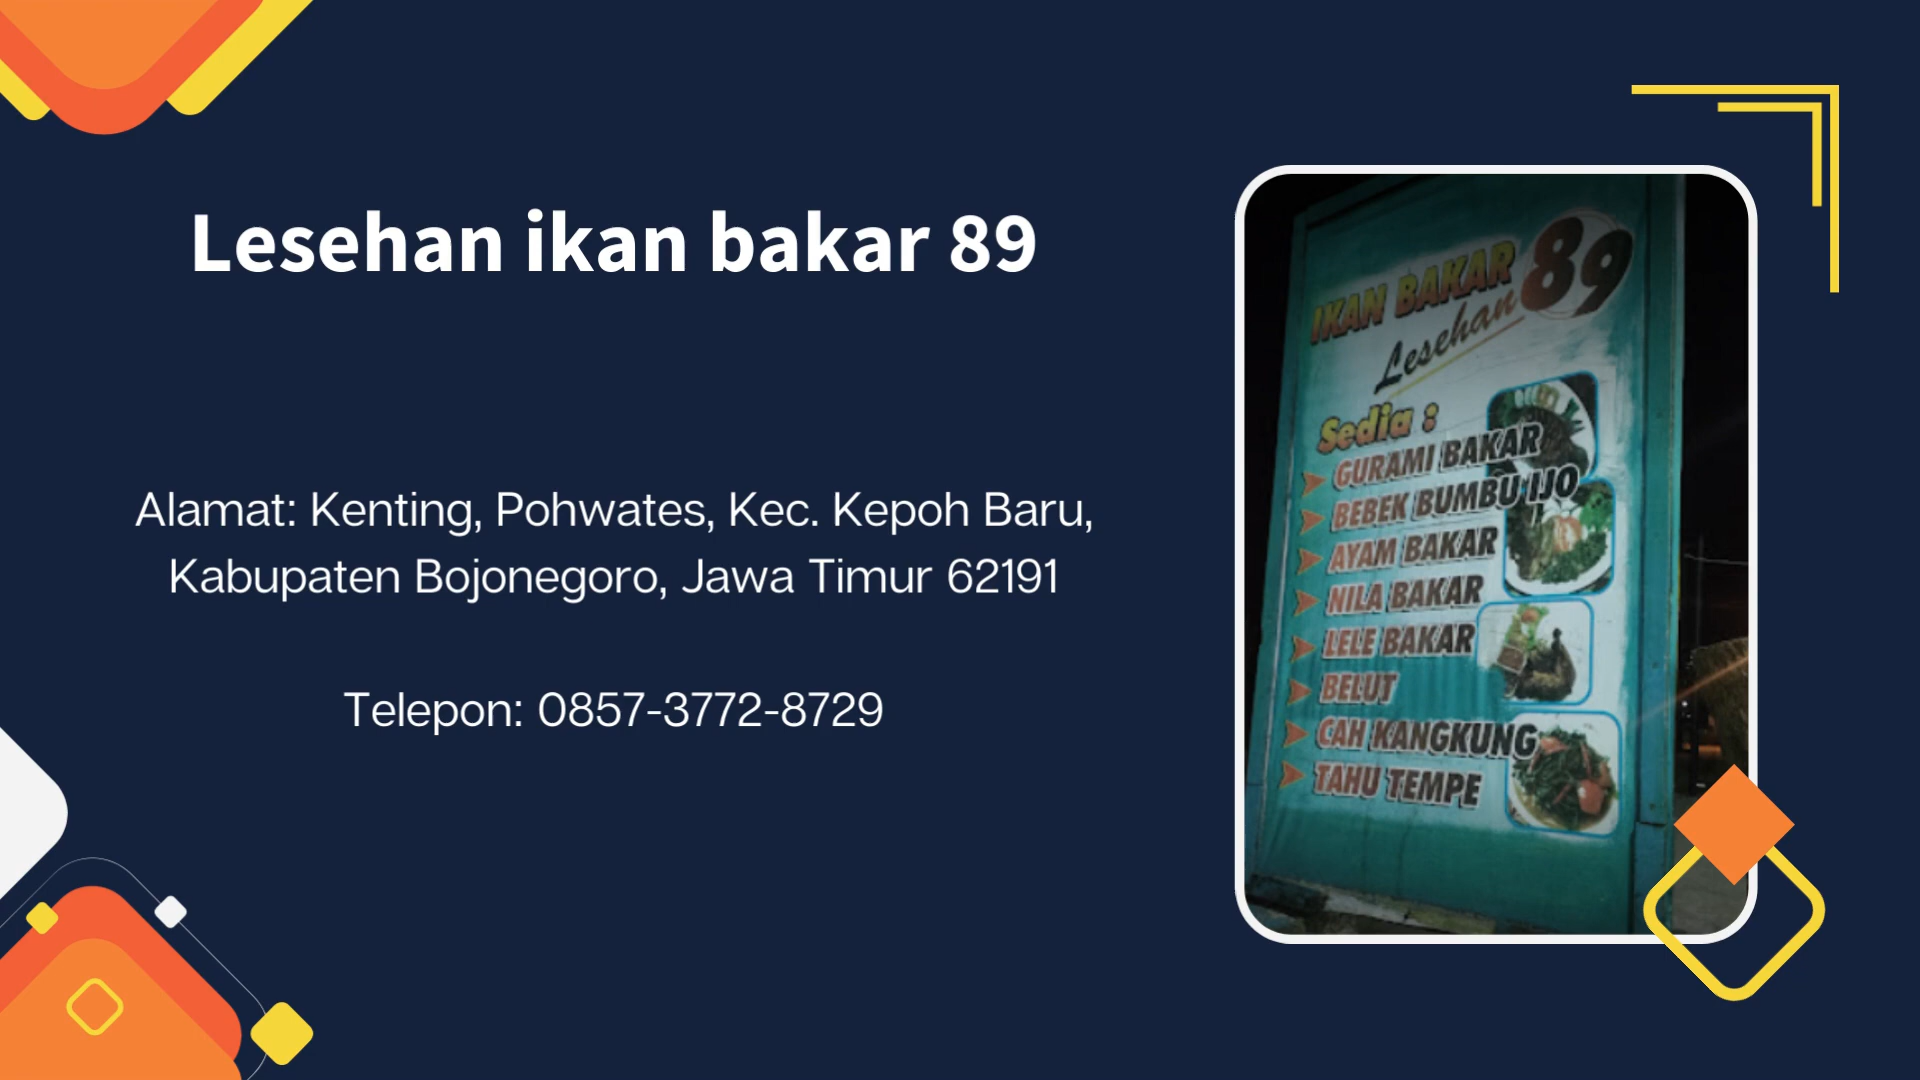 Lesehan ikan bakar 89
Alamat: Kenting, Pohwates, Kec. Kepoh Baru,
Kabupaten Bojonegoro, Jawa Timur 62191
Telepon: 0857-3772-8729
IKAN BAKAR 89
Lesehan
Sedia :
GURAMI BAKAR
BEBEK BUMBU IJO
AYAM BAKAR
NILA BAKAR
LELE BAKAR
BELUT
CAH KANGKUNG
TAHU TEMPE